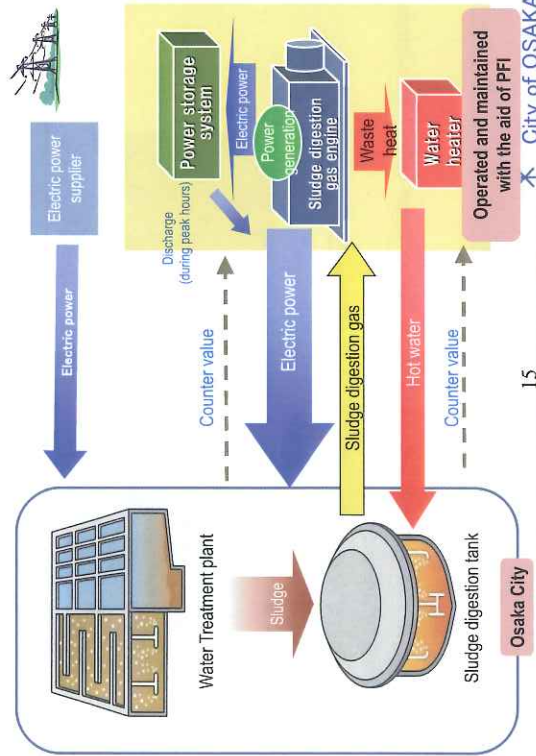 Electric power
supplier
Electric power
Water Treatment plant
Sludge
Sludge digestion tank
Osaka City
Counter value
Discharge
(during peak hours)
Electric power
Sludge digestion gas
Hot water
Counter value
Power storage
system
Electric power
Power
generation
Sludge digestion
gas engine
Waste
heat
Water
heater
Operated and maintained
with the aid of PFI
15
City of OSAKA